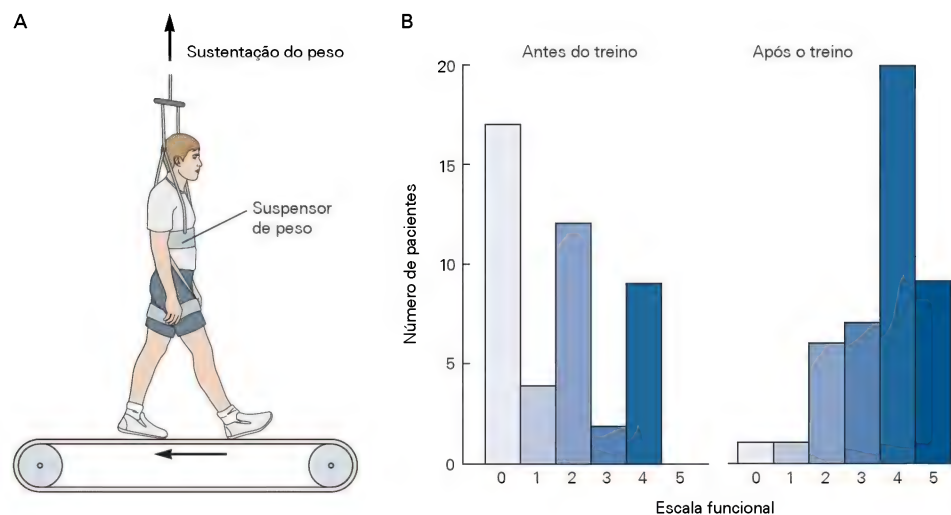 A
Sustentação do peso
Suspensor
de peso
B
Antes do treino
Após o treino
Número de pacientes
20
15
10
5
0
0 1 2 3 4 5
0 1 2 3 4 5
Escala funcional